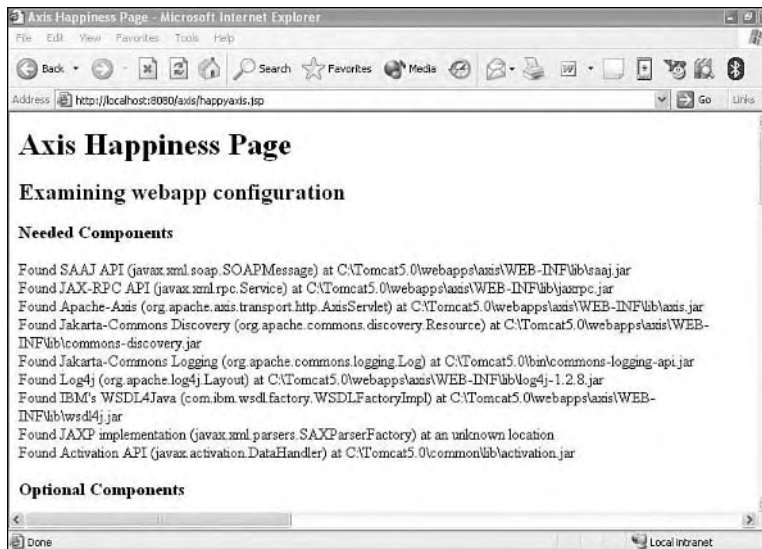 Axis Happiness Page - Microsoft Internet Explorer
File Edit View Favorites Tools Help
Back Search Favorites Media
Address http://localhost:8080/axis/happyaxis.jsp Go Links
Axis Happiness Page
Examining webapp configuration
Needed Components
Found SAAJ API (javax.xml.soap.SOAPMessage) at C:\Tomcat5.0\webapps\axis\WEB-INF\lib\saaj.jar
Found JAX-RPC API (javax.xml.rpc.Service) at C:\Tomcat5.0\webapps\axis\WEB-INF\lib\jaxrpc.jar
Found Apache-Axis (org.apache.axis.transport.http.AxisServlet) at C:\Tomcat5.0\webapps\axis\WEB-INF\lib\axis.jar
Found Jakarta-Commons Discovery (org.apache.commons.discovery.Resource) at C:\Tomcat5.0\webapps\axis\WEB-
INF\lib\commons-discovery.jar
Found Jakarta-Commons Logging (org.apache.commons.logging.Log) at C:\Tomcat5.0\bin\commons-logging-api.jar
Found Log4j (org.apache.log4j.Layout) at C:\Tomcat5.0\webapps\axis\WEB-INF\lib\log4j-1.2.8.jar
Found IBM's WSDL4Java (com.ibm.wsdl.factory.WSDLFactoryImpl) at C:\Tomcat5.0\webapps\axis\WEB-
INF\lib\wsdl4j.jar
Found JAXP implementation (javax.xml.parsers.SAXParserFactory) at an unknown location
Found Activation API (javax.activation.DataHandler) at C:\Tomcat5.0\common\lib\activation.jar
Optional Components
Done Local intranet